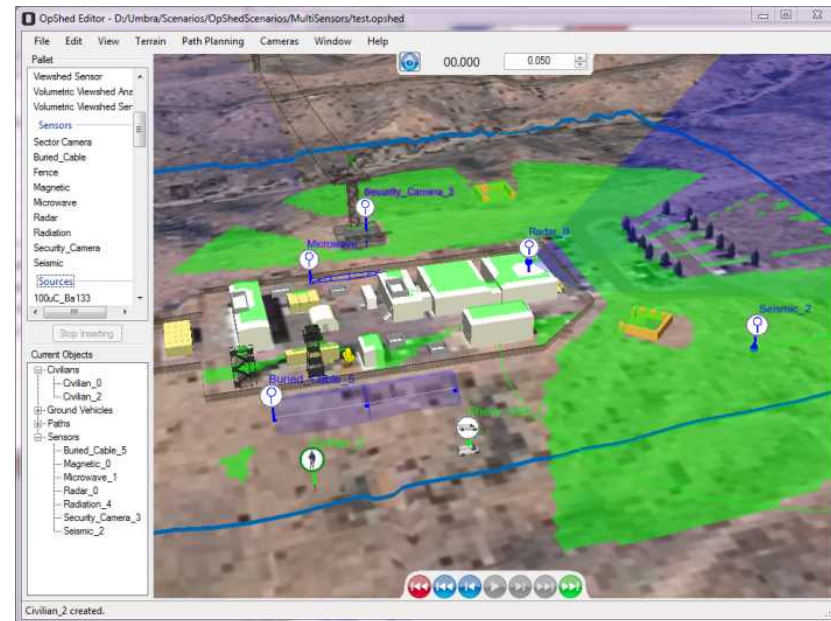 OpShed Editor - D:/Umbra/Scenarios/OpShedScenarios/MultiSensors/test.opshed
File Edit View Terrain Path Planning Cameras Window Help
Pallet
00.000
0.050
Viewshed Sensor
Volumetric Viewshed Ana
Volumetric Viewshed Ser
Sensors
Sector Camera
Buried_Cable
Fence
Magnetic
Microwave
Radar
Radiation
Security_Camera
Seismic
Sources
100uC_Ba133
Stop Inserting
Current Objects
Civilians
Civilian_0
Civilian_2
Ground Vehicles
Paths
Sensors
Buried_Cable_5
Magnetic_0
Microwave_1
Radar_0
Radiation_4
Security_Camera_3
Seismic_2
Security_Camera_3
Microwave_1
Radar_0
Seismic_2
Buried_Cable_5
Civilian_2 created.